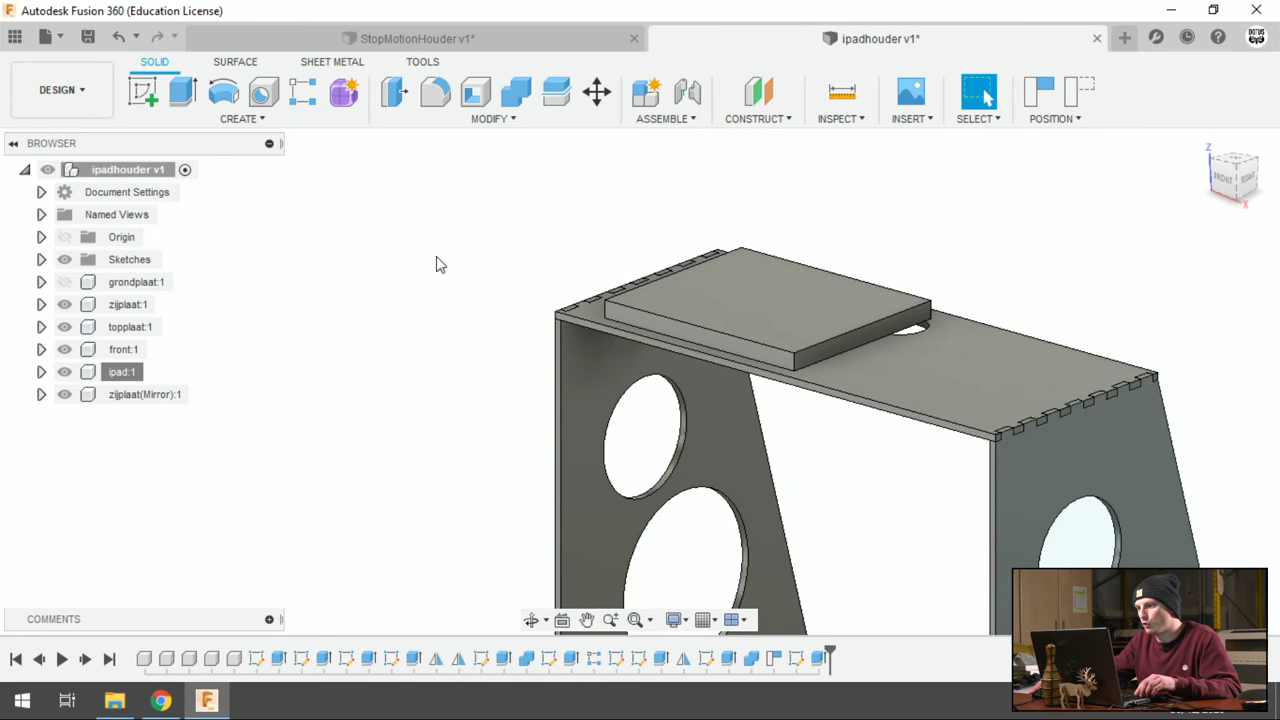 Autodesk Fusion 360 (Education License)
StopMotionHouder v1*
ipadhouder v1*
SOLID SURFACE SHEET METAL TOOLS
DESIGN
CREATE MODIFY ASSEMBLE CONSTRUCT INSPECT INSERT SELECT POSITION
BROWSER
ipadhouder v1
Document Settings
Named Views
Origin
Sketches
grondplaat:1
zijplaat:1
topplaat:1
front:1
ipad:1
zijplaat(Mirror):1
Z
FRONT RIGHT
X
COMMENTS